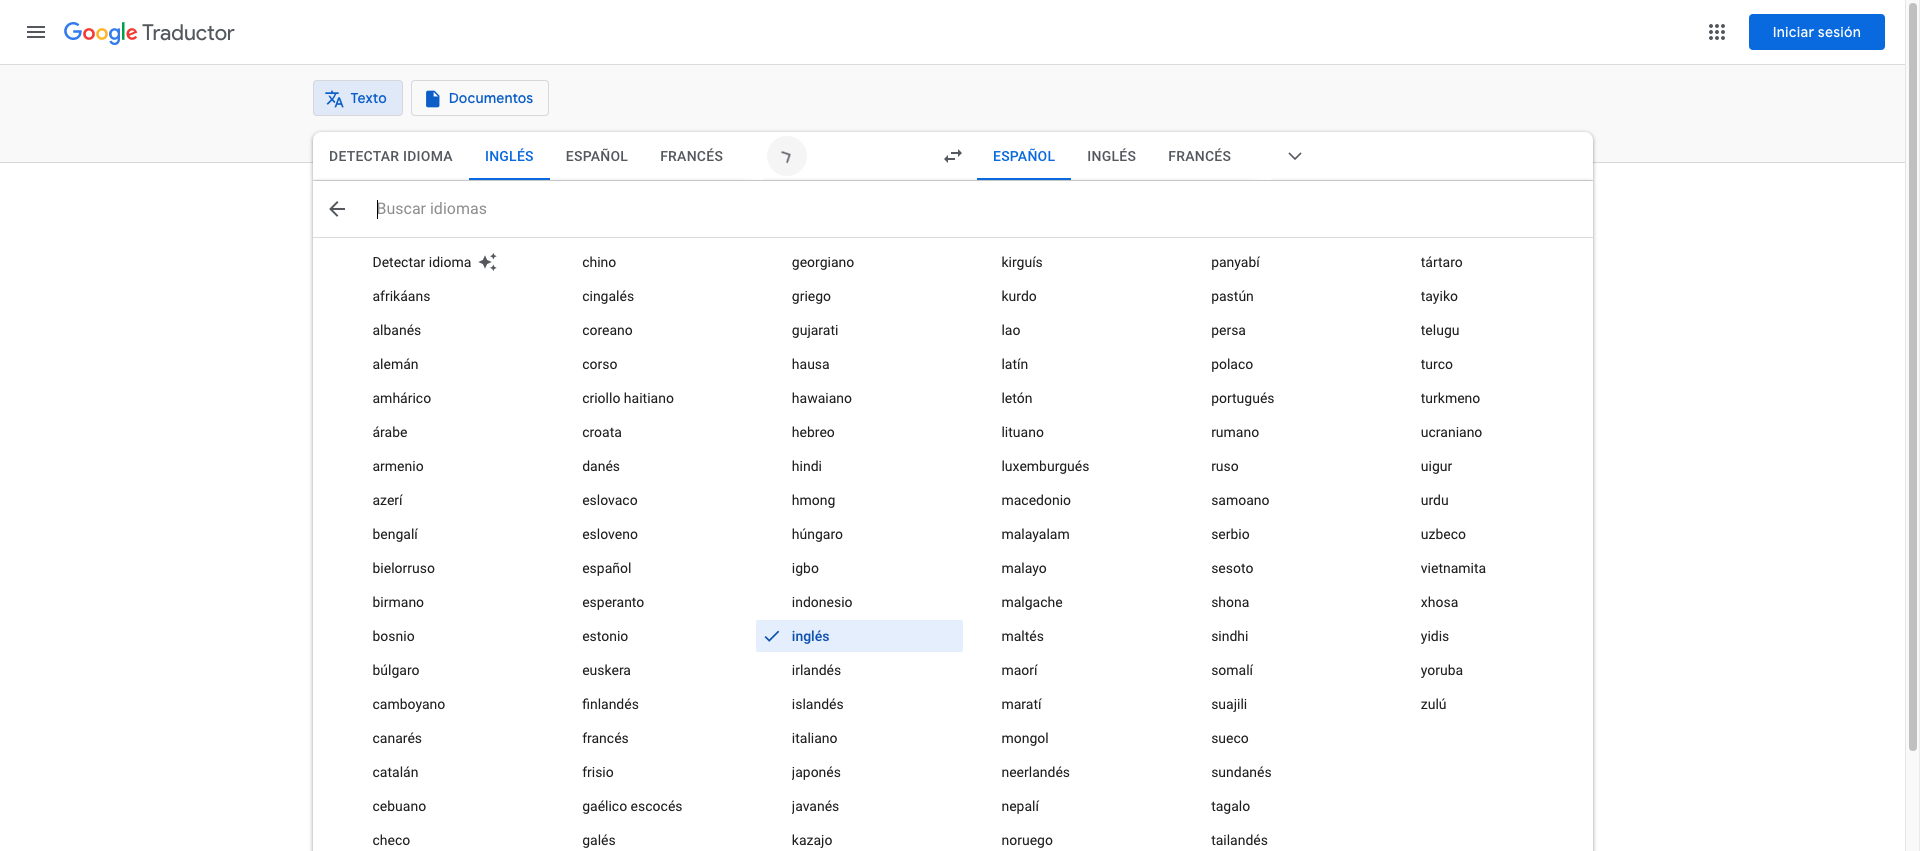 Google Traductor
Iniciar sesión
Texto
Documentos
DETECTAR IDIOMA INGLÉS ESPAÑOL FRANCÉS
ESPAÑOL INGLÉS FRANCÉS
Buscar idiomas
Detectar idioma
afrikáans
albanés
alemán
amhárico
árabe
armenio
azerí
bengalí
bielorruso
birmano
bosnio
búlgaro
camboyano
canarés
catalán
cebuano
checo
chino
cingalés
coreano
corso
criollo haitiano
croata
danés
eslovaco
esloveno
español
esperanto
estonio
euskera
finlandés
francés
frisio
gaélico escocés
galés
georgiano
griego
gujarati
hausa
hawaiano
hebreo
hindi
hmong
húngaro
igbo
indonesio
inglés
irlandés
islandés
italiano
japonés
javanés
kazajo
kirguís
kurdo
lao
latín
letón
lituano
luxemburgués
macedonio
malayalam
malayo
malgache
maltés
maorí
maratí
mongol
neerlandés
nepalí
noruego
panyabí
pastún
persa
polaco
portugués
rumano
ruso
samoano
serbio
sesoto
shona
sindhi
somalí
suajili
sueco
sundanés
tagalo
tailandés
tártaro
tayiko
telugu
turco
turkmeno
ucraniano
uigur
urdu
uzbeco
vietnamita
xhosa
yidis
yoruba
zulú